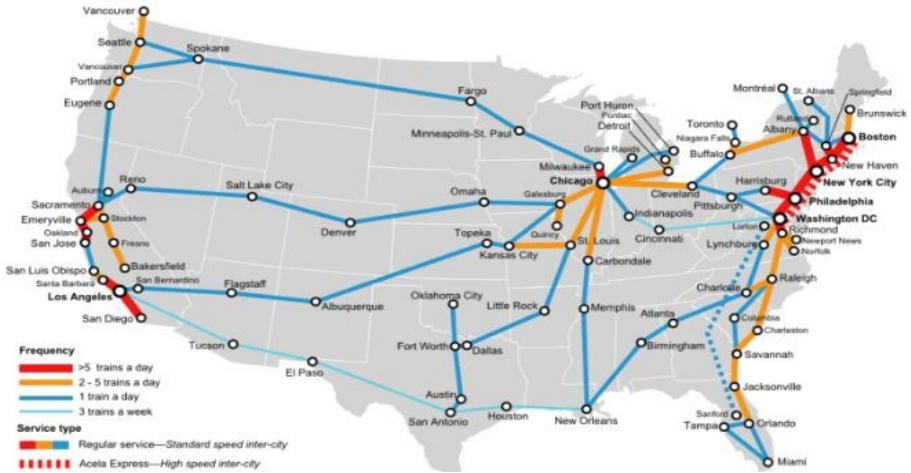 Vancouver
Seattle
Spokane
Vancouver
Portland
Eugene
Fargo
Minneapolis-St. Paul
Port Huron
Pontiac
Detroit
Grand Rapids
Milwaukee
Chicago
Toronto
Niagara Falls
Buffalo
Cleveland
Montréal
St. Albans
Springfield
Rutland
Albany
Brunswick
Boston
New Haven
New York City
Harrisburg
Philadelphia
Pittsburgh
Washington DC
Auburn
Reno
Sacramento
Emeryville
Stockton
Oakland
San Jose
Fresno
Salt Lake City
Denver
Omaha
Galesburg
Quincy
Indianapolis
Cincinnati
Lorton
Richmond
Newport News
Norfolk
Lynchburg
Topeka
Kansas City
St. Louis
Carbondale
San Luis Obispo
Bakersfield
Santa Barbara
San Bernardino
Los Angeles
San Diego
Flagstaff
Albuquerque
Oklahoma City
Little Rock
Memphis
Atlanta
Charlotte
Raleigh
Columbia
Charleston
Birmingham
Savannah
Tucson
El Paso
Fort Worth
Dallas
Austin
San Antonio
Houston
New Orleans
Jacksonville
Sanford
Orlando
Tampa
Miami
Frequency
>5 trains a day
2 - 5 trains a day
1 train a day
3 trains a week
Service type
Regular service—Standard speed inter-city
Acela Express—High speed inter-city